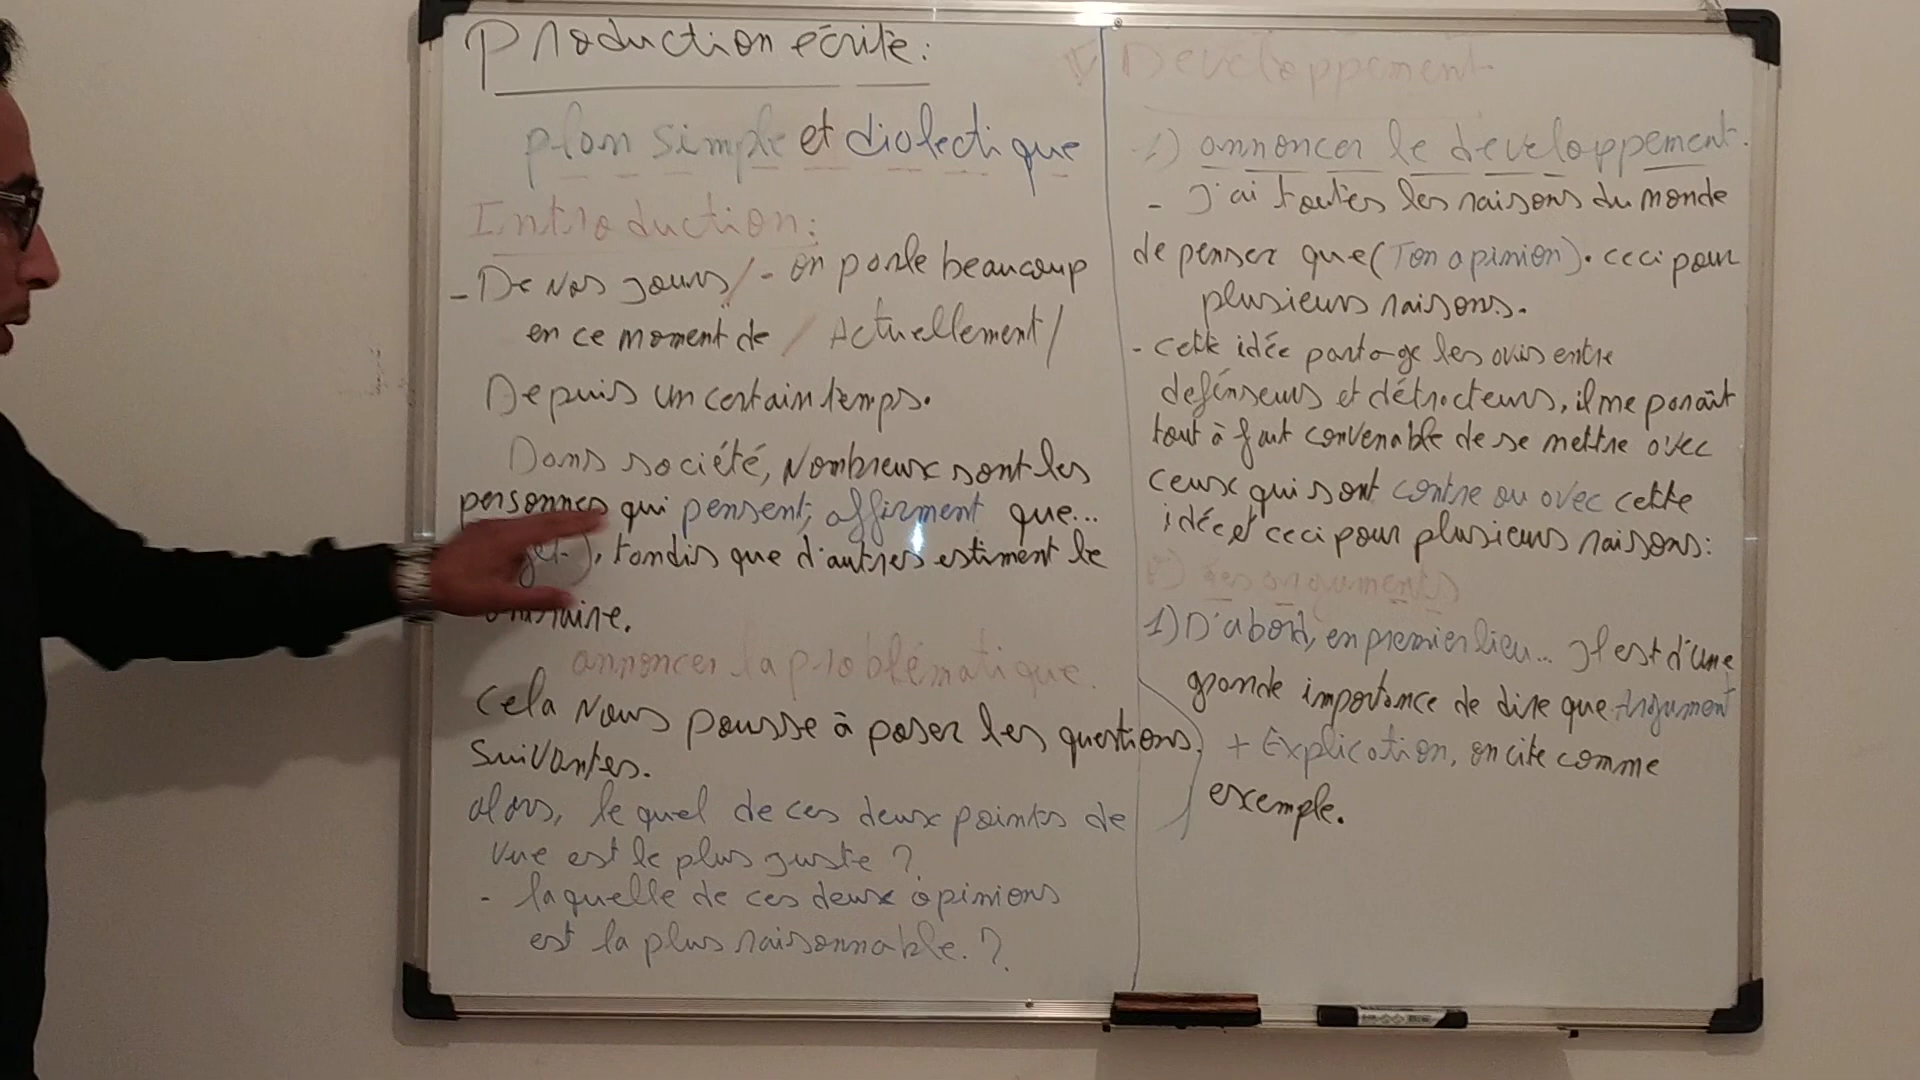 Production écrite:
plan simple et dialectique
Introduction:
- De nos jours / - on parle beaucoup
en ce moment de / Actuellement /
Depuis un certain temps.
Dans société, Nombreux sont les
personnes qui pensent, affirment que...
tandis que d'autres estiment le
annoncer la problématique.
Cela nous pousse à poser les questions
suivantes.
alors, le quel de ces deux points de
vue est le plus juste ?
- laquelle de ces deux opinions
est la plus raisonnable. ?
Developpement
1) annoncer le developpement.
- J'ai toutes les raisons du monde
de penser que (Ton opinion). ceci pour
plusieurs raisons.
- cette idée partage les avis entre
defénseurs et détracteurs, il me paraît
tout à fait convenable de se mettre avec
ceux qui sont contre ou avec cette
idée et ceci pour plusieurs raisons:
les arguments
1) D'abord, en premier lieu... Il est d'une
grande importance de dire que Argument
+ Explication, on cite comme
exemple.